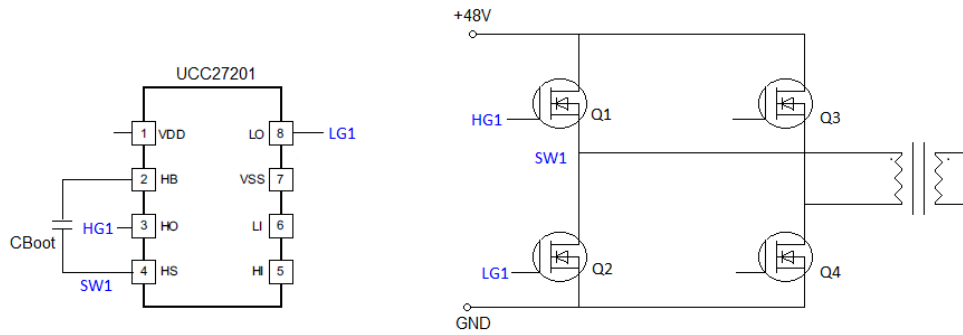 UCC27201
1 VDD
LO 8
LG1
2 HB
VSS 7
CBoot
HG1
3 HO
LI 6
SW1
4 HS
HI 5
+48V
HG1
Q1
Q3
SW1
LG1
Q2
Q4
GND